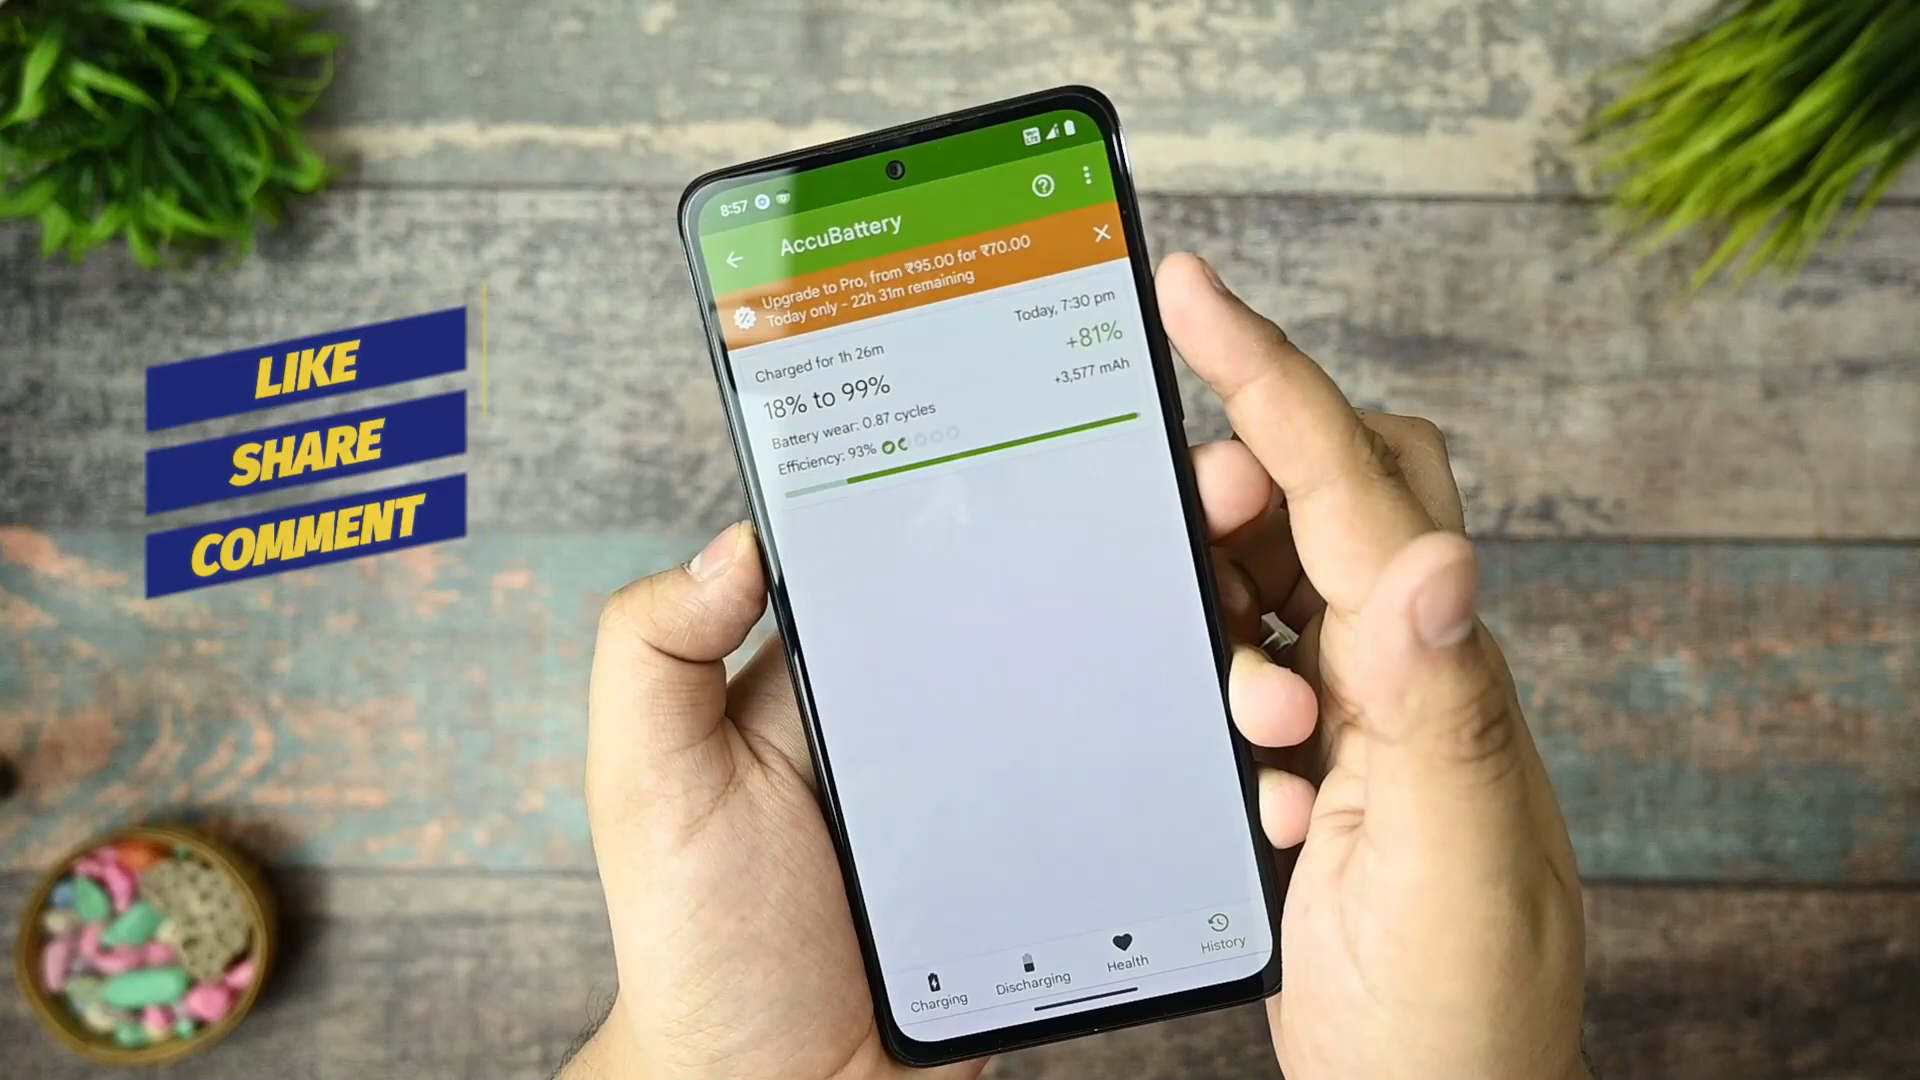 LIKE
SHARE
COMMENT
8:57
AccuBattery
Upgrade to Pro, from ₹95.00 for ₹70.00
Today only - 22h 31m remaining
Today, 7:30 pm
Charged for 1h 26m
+81%
18% to 99%
+3,577 mAh
Battery wear: 0.87 cycles
Efficiency: 93%
Charging
Discharging
Health
History